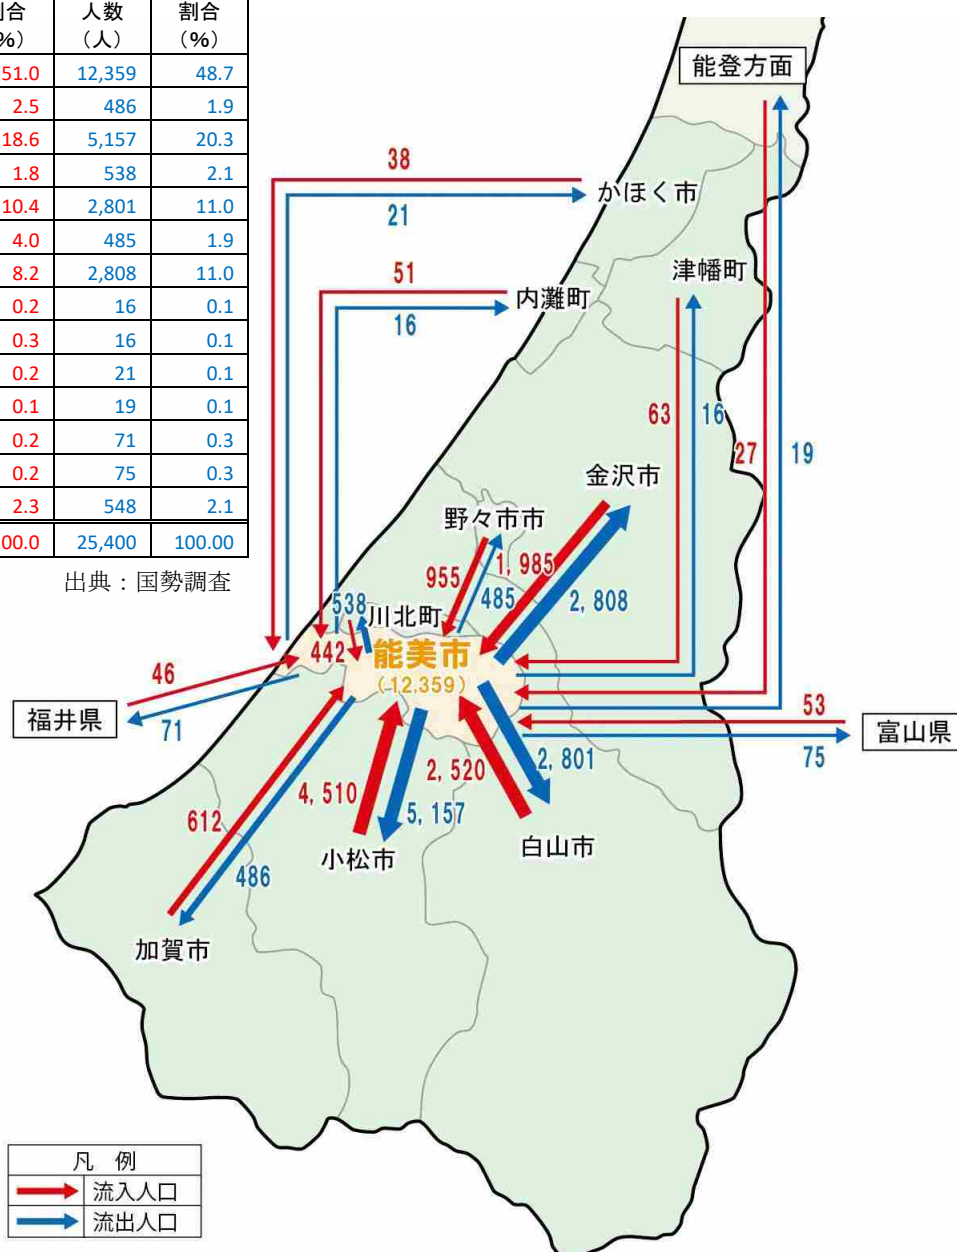 人数 割合
（人） （%）
51.0 12,359 48.7
2.5 486 1.9
18.6 5,157 20.3
1.8 538 2.1
10.4 2,801 11.0
4.0 485 1.9
8.2 2,808 11.0
0.2 16 0.1
0.3 16 0.1
0.2 21 0.1
0.1 19 0.1
0.2 71 0.3
0.2 75 0.3
2.3 548 2.1
00.0 25,400 100.00
出典：国勢調査
能登方面
38
かほく市
21
津幡町
51
内灘町
16
63
16
27
19
金沢市
野々市市
1,985
955
485
2,808
538
川北町
442
能美市
(12,359)
46
福井県
71
53
富山県
75
2,801
2,520
4,510
5,157
612
486
小松市
白山市
加賀市
凡 例
流入人口
流出人口